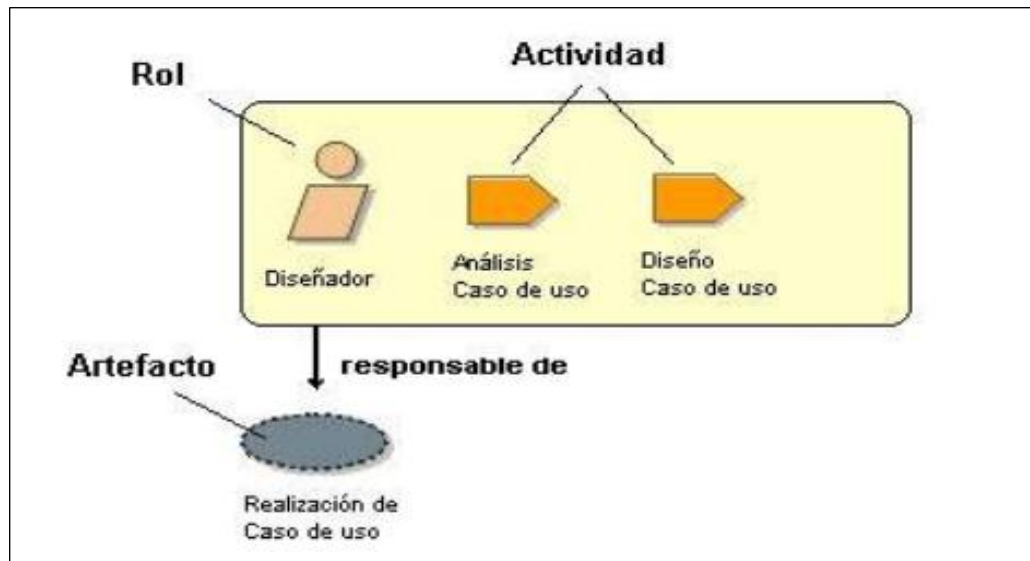 Actividad
Rol
Diseñador
Análisis
Caso de uso
Diseño
Caso de uso
Artefacto
responsable de
Realización de
Caso de uso